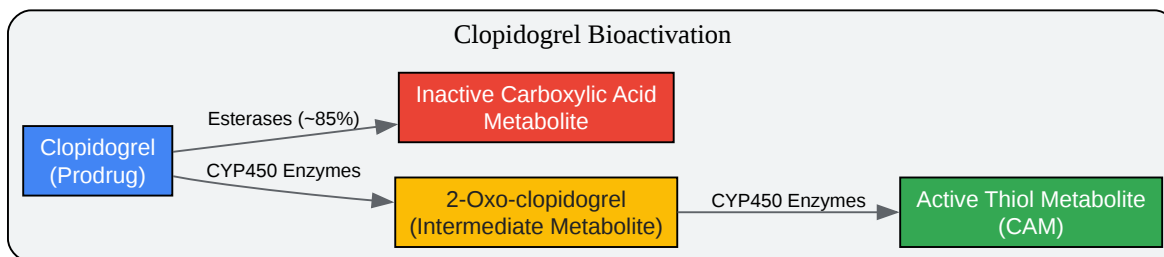 Clopidogrel Bioactivation
Inactive Carboxylic Acid
Metabolite
Esterases (~85%)
Clopidogrel
(Prodrug)
CYP450 Enzymes
2-Oxo-clopidogrel
(Intermediate Metabolite)
CYP450 Enzymes
Active Thiol Metabolite
(CAM)